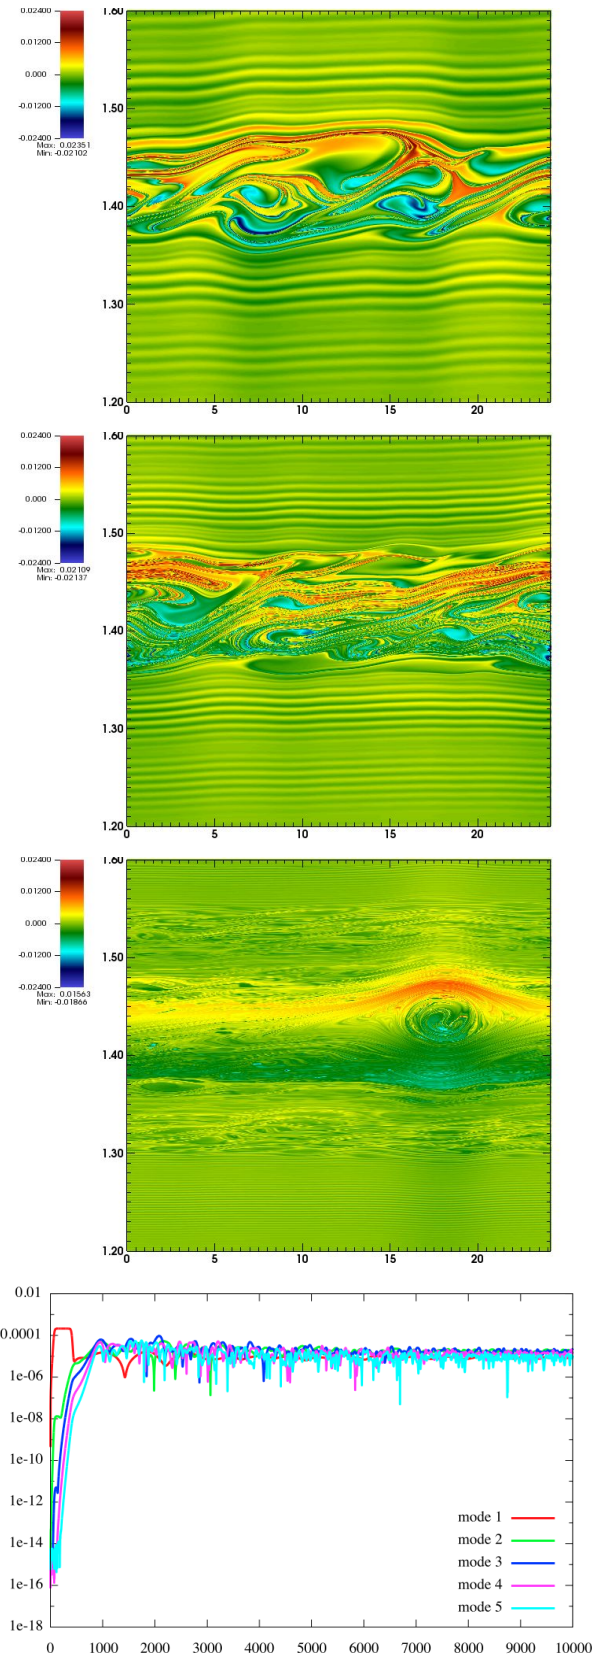 0.02400
0.01200
0.000
-0.01200
-0.02400
Max: 0.02351
Min: -0.02102
1.60
1.50
1.40
1.30
1.20
0 5 10 15 20
0.02400
0.01200
0.000
-0.01200
-0.02400
Max: 0.02109
Min: -0.02137
1.60
1.50
1.40
1.30
1.20
0 5 10 15 20
0.02400
0.01200
0.000
-0.01200
-0.02400
Max: 0.01563
Min: -0.01866
1.60
1.50
1.40
1.30
1.20
0 5 10 15 20
0.01
0.0001
1e-06
1e-08
1e-10
1e-12
1e-14
1e-16
1e-18
mode 1
mode 2
mode 3
mode 4
mode 5
0 1000 2000 3000 4000 5000 6000 7000 8000 9000 10000